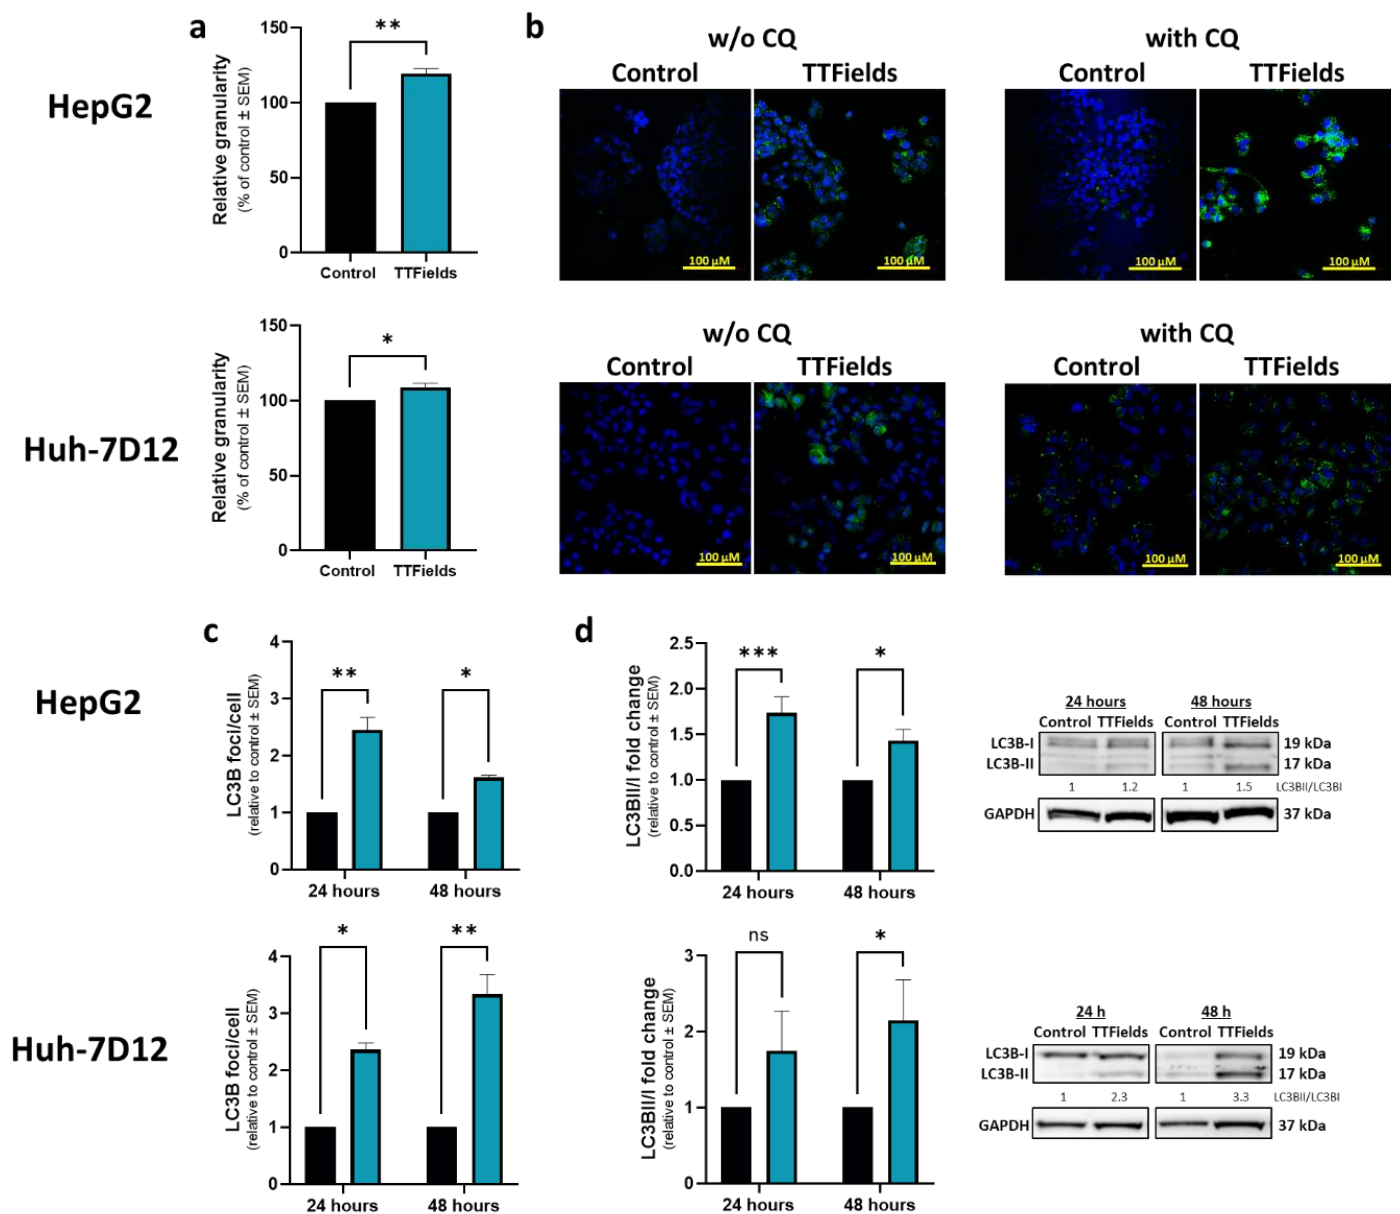 a
HepG2
Relative granularity
(% of control ± SEM)
150
100
50
0
**
Control TTFields
b
w/o CQ
Control TTFields
100 µM
100 µM
with CQ
Control TTFields
100 µM
100 µM
Huh-7D12
Relative granularity
(% of control ± SEM)
150
100
50
0
*
Control TTFields
w/o CQ
Control TTFields
100 µM
100 µM
with CQ
Control TTFields
100 µM
100 µM
c
HepG2
LC3B foci/cell
(relative to control ± SEM)
4
3
2
1
0
**
*
24 hours 48 hours
d
LC3BII/I fold change
(relative to control ± SEM)
2.5
2.0
1.5
1.0
0.5
0.0
***
*
24 hours 48 hours
24 hours 48 hours
Control TTFields Control TTFields
LC3B-I 19 kDa
LC3B-II 17 kDa
1 1.2 1 1.5 LC3BII/LC3BI
GAPDH 37 kDa
Huh-7D12
LC3B foci/cell
(relative to control ± SEM)
4
3
2
1
0
*
**
24 hours 48 hours
LC3BII/I fold change
(relative to control ± SEM)
3
2
1
0
ns
*
24 hours 48 hours
24 h 48 h
Control TTFields Control TTFields
LC3B-I 19 kDa
LC3B-II 17 kDa
1 2.3 1 3.3 LC3BII/LC3BI
GAPDH 37 kDa